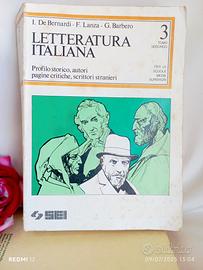 I. De Bernardi - F. Lanza - G. Barbero
LETTERATURA
ITALIANA
3
TOMO
SECONDO
Profilo storico, autori
pagine critiche, scrittori stranieri
PER LE
SCUOLE
MEDIE
SUPERIORI
SEI
REDMI 12
09/07/2025 15:04